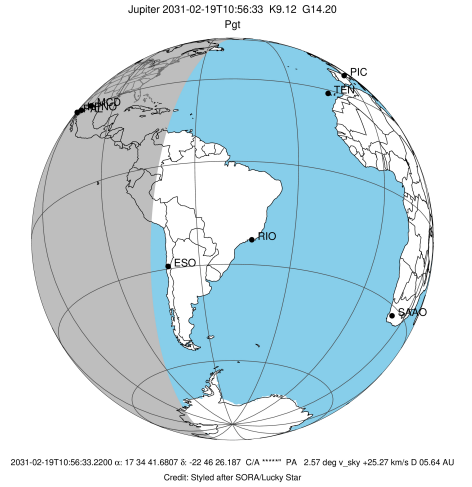 Jupiter 2031-02-19T10:56:33 K9.12 G14.20
Pgt
PIC
TEN
MCD
RIO
ESO
SAAO
2031-02-19T10:56:33.2200 α: 17 34 41.6807 δ: -22 46 26.187 C/A *****" PA 2.57 deg v_sky +25.27 km/s D 05.64 AU
Credit: Styled after SORA/Lucky Star